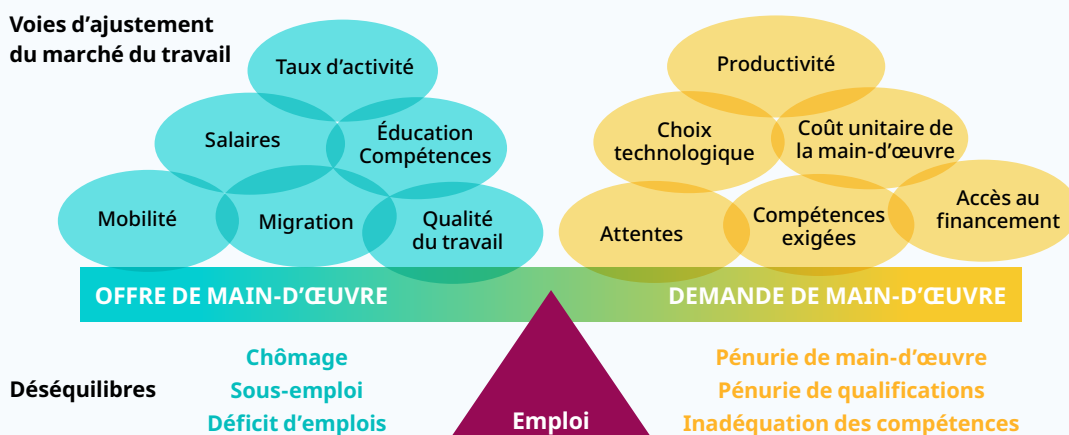 Voies d’ajustement
du marché du travail
Taux d’activité
Salaires
Éducation
Compétences
Mobilité
Migration
Qualité
du travail
Productivité
Choix
technologique
Coût unitaire de
la main-d’œuvre
Attentes
Compétences
exigées
Accès au
financement
OFFRE DE MAIN-D’ŒUVRE
DEMANDE DE MAIN-D’ŒUVRE
Déséquilibres
Chômage
Sous-emploi
Déficit d’emplois
Emploi
Pénurie de main-d’œuvre
Pénurie de qualifications
Inadéquation des compétences